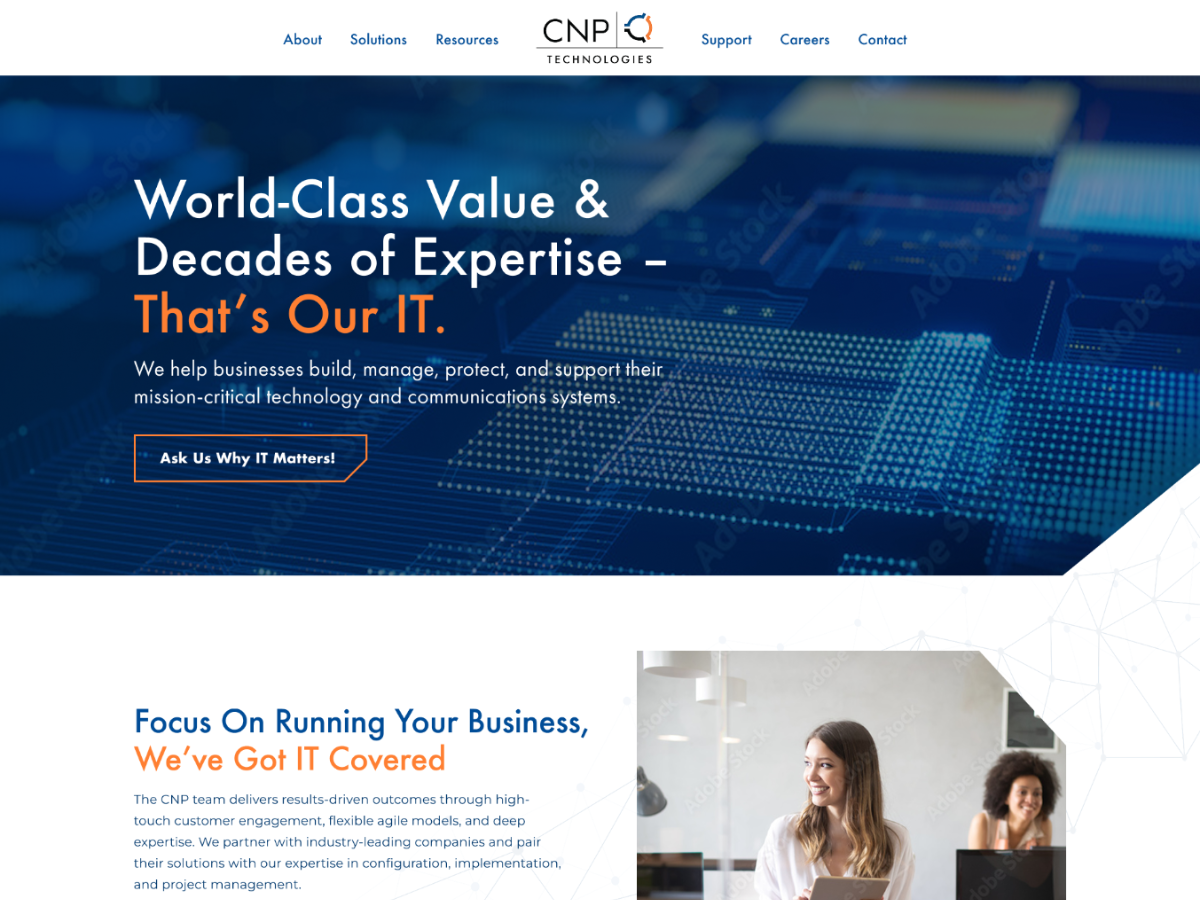 About Solutions Resources CNP Support Careers Contact
TECHNOLOGIES
World-Class Value &
Decades of Expertise –
That’s Our IT.
We help businesses build, manage, protect, and support their
mission-critical technology and communications systems.
Ask Us Why IT Matters!
Adobe Stock
Focus On Running Your Business,
We’ve Got IT Covered
The CNP team delivers results-driven outcomes through high-
touch customer engagement, flexible agile models, and deep
expertise. We partner with industry-leading companies and pair
their solutions with our expertise in configuration, implementation,
and project management.
Adobe Stock